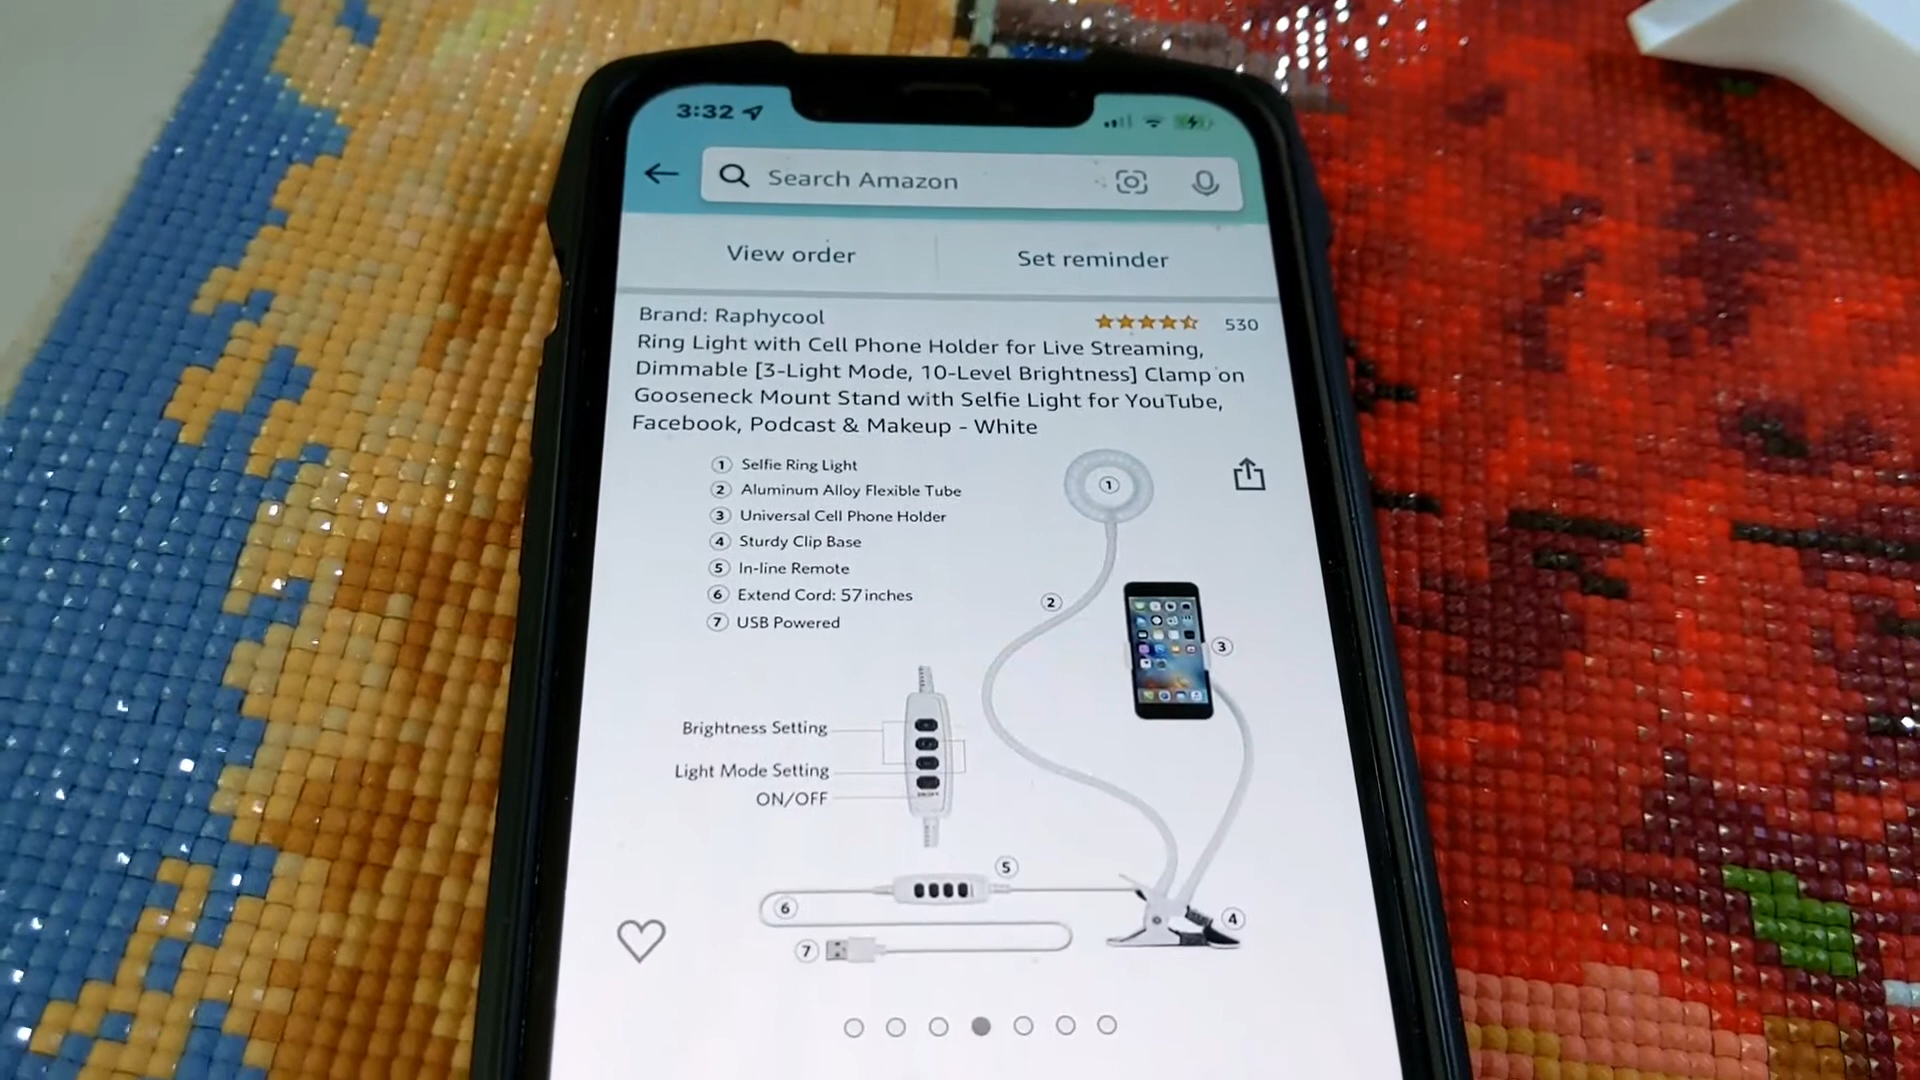 3:32
Search Amazon
View order
Set reminder
Brand: Raphycool
530
Ring Light with Cell Phone Holder for Live Streaming,
Dimmable [3-Light Mode, 10-Level Brightness] Clamp on
Gooseneck Mount Stand with Selfie Light for YouTube,
Facebook, Podcast & Makeup - White
1 Selfie Ring Light
2 Aluminum Alloy Flexible Tube
3 Universal Cell Phone Holder
4 Sturdy Clip Base
5 In-line Remote
6 Extend Cord: 57 inches
7 USB Powered
1
2
3
Brightness Setting
Light Mode Setting
ON/OFF
5
6
4
7